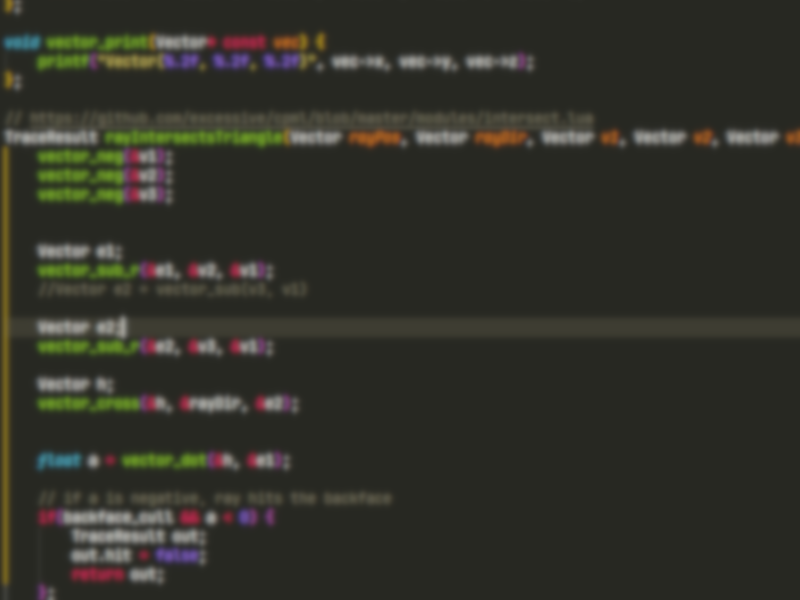 };
void vector_print(Vector* const vec) {
printf("Vector(%.2f, %.2f, %.2f)", vec->x, vec->y, vec->z);
};
// https://github.com/excessive/cpml/blob/master/modules/intersect.lua
TraceResult rayIntersectsTriangle(Vector rayPos, Vector rayDir, Vector v1, Vector v2, Vector v3
vector_neg(&v1);
vector_neg(&v2);
vector_neg(&v3);
Vector e1;
vector_sub_r(&e1, &v2, &v1);
//Vector e2 = vector_sub(v3, v1)
Vector e2;
vector_sub_r(&e2, &v3, &v1);
Vector h;
vector_cross(&h, &rayDir, &e2);
float a = vector_dot(&h, &e1);
// if a is negative, ray hits the backface
if(backface_cull && a < 0) {
TraceResult out;
out.hit = false;
return out;
};